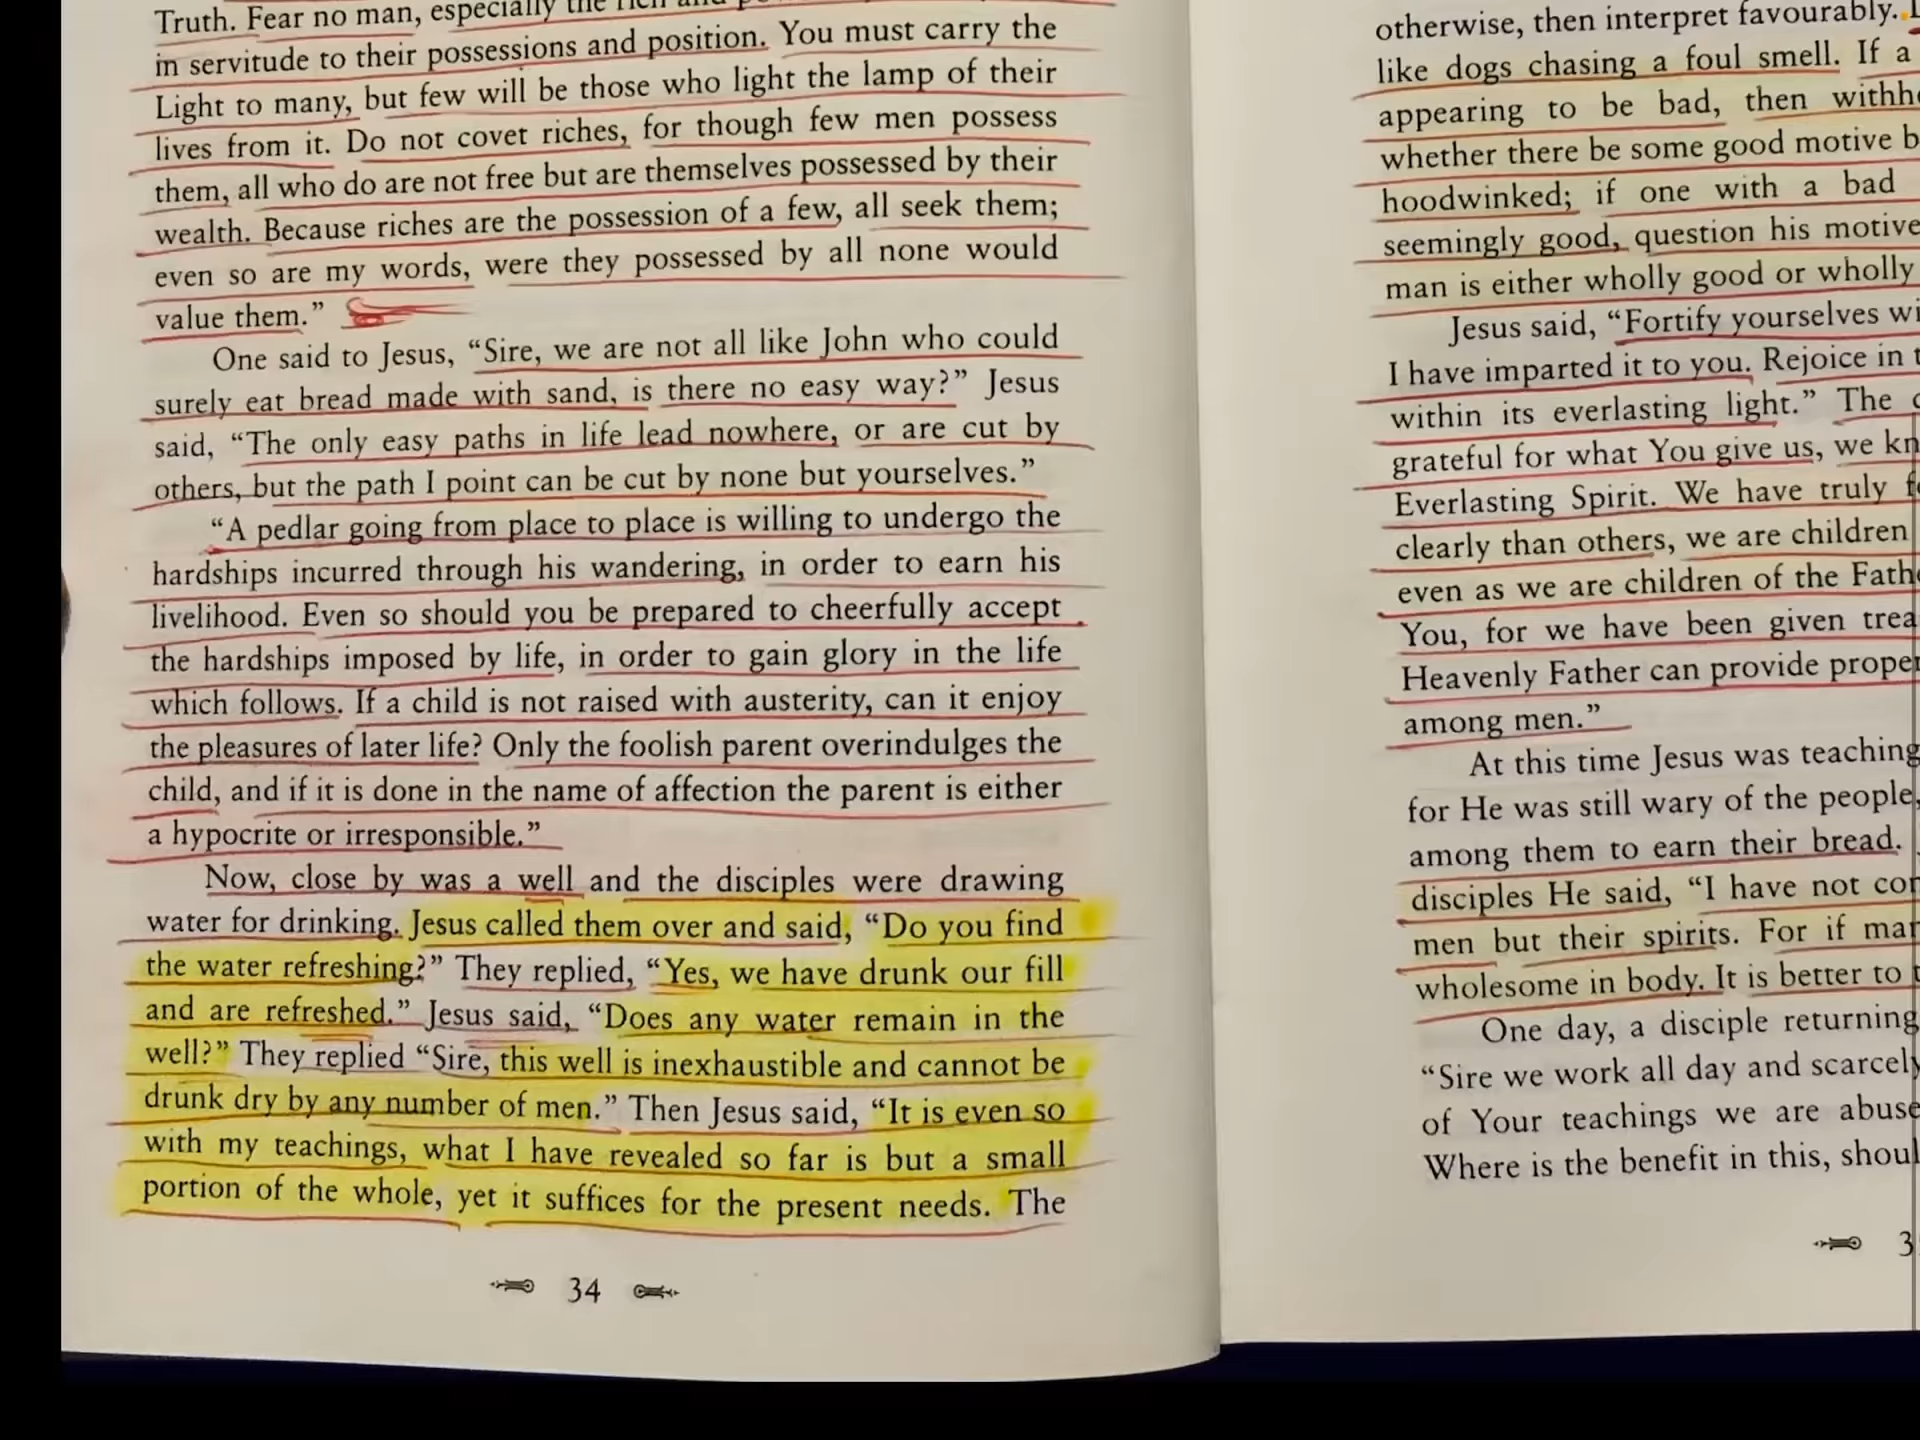 Truth. Fear no man, especially the rich and
in servitude to their possessions and position. You must carry the
Light to many, but few will be those who light the lamp of their
lives from it. Do not covet riches, for though few men possess
them, all who do are not free but are themselves possessed by their
wealth. Because riches are the possession of a few, all seek them;
even so are my words, were they possessed by all none would
value them.”
One said to Jesus, “Sire, we are not all like John who could
surely eat bread made with sand, is there no easy way?” Jesus
said, “The only easy paths in life lead nowhere, or are cut by
others, but the path I point can be cut by none but yourselves.”
“A pedlar going from place to place is willing to undergo the
hardships incurred through his wandering, in order to earn his
livelihood. Even so should you be prepared to cheerfully accept
the hardships imposed by life, in order to gain glory in the life
which follows. If a child is not raised with austerity, can it enjoy
the pleasures of later life? Only the foolish parent overindulges the
child, and if it is done in the name of affection the parent is either
a hypocrite or irresponsible.”
Now, close by was a well and the disciples were drawing
water for drinking. Jesus called them over and said, “Do you find
the water refreshing?” They replied, “Yes, we have drunk our fill
and are refreshed.” Jesus said, “Does any water remain in the
well?” They replied “Sire, this well is inexhaustible and cannot be
drunk dry by any number of men.” Then Jesus said, “It is even so
with my teachings, what I have revealed so far is but a small
portion of the whole, yet it suffices for the present needs. The
34
otherwise, then interpret favourably.
like dogs chasing a foul smell. If a
appearing to be bad, then
whether there be some good motive
hoodwinked; if one with a bad
seemingly good, question his motive
man is either wholly good or wholly
Jesus said, “Fortify yourselves
I have imparted it to you. Rejoice in
within its everlasting light.” The
grateful for what You give us, we
Everlasting Spirit. We have truly
clearly than others, we are children
even as we are children of the
You, for we have been given
Heavenly Father can provide
among men.”
At this time Jesus was teaching
for He was still wary of the people,
among them to earn their bread.
disciples He said, “I have not
men but their spirits. For if
wholesome in body. It is better to
One day, a disciple returning
“Sire we work all day and scarcely
of Your teachings we are
Where is the benefit in this,
3